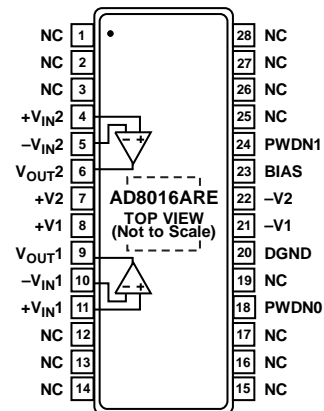 NC 1 28 NC
NC 2 27 NC
NC 3 26 NC
+VIN2 4 25 NC
–VIN2 5 24 PWDN1
VOUT2 6 23 BIAS
+V2 7 AD8016ARE 22 –V2
+V1 8 TOP VIEW 21 –V1
(Not to Scale)
VOUT1 9 20 DGND
–VIN1 10 19 NC
+VIN1 11 18 PWDN0
NC 12 17 NC
NC 13 16 NC
NC 14 15 NC